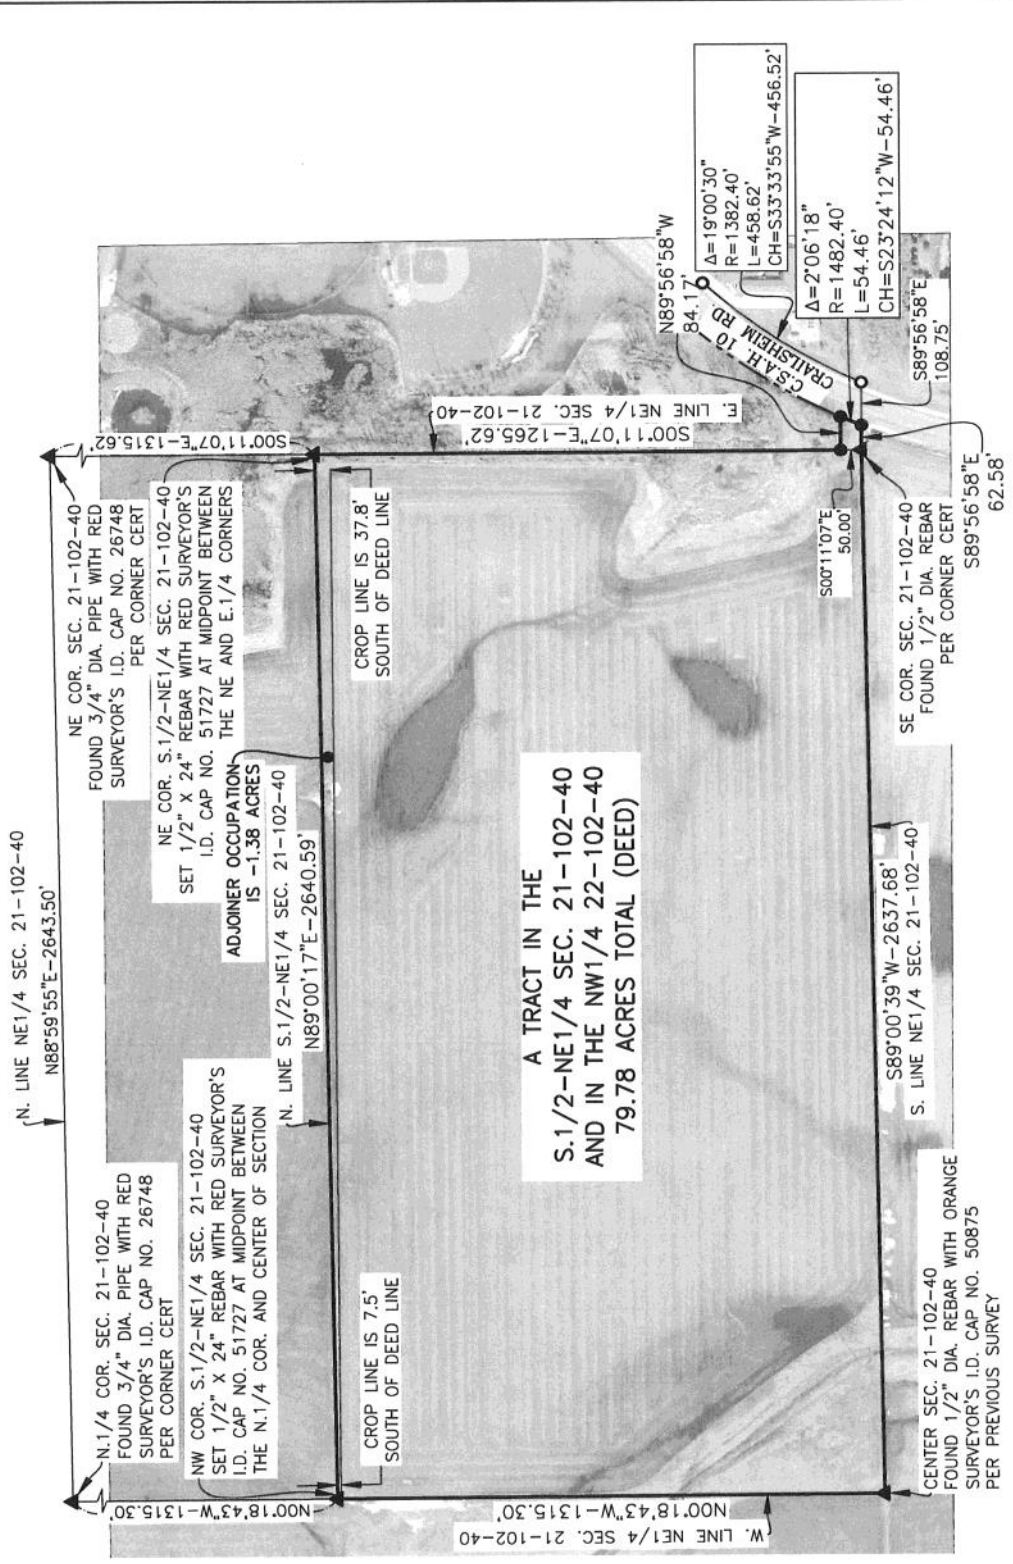 N. LINE NE1/4 SEC. 21-102-40
N88°59'55"E-2643.50'
N.1/4 COR. SEC. 21-102-40
FOUND 3/4" DIA. PIPE WITH RED
SURVEYOR'S I.D. CAP NO. 26748
PER CORNER CERT
NE COR. SEC. 21-102-40
FOUND 3/4" DIA. PIPE WITH RED
SURVEYOR'S I.D. CAP NO. 26748
PER CORNER CERT
NW COR. S.1/2-NE1/4 SEC. 21-102-40
SET 1/2" X 24" REBAR WITH RED SURVEYOR'S
I.D. CAP NO. 51727 AT MIDPOINT BETWEEN
THE N.1/4 COR. AND CENTER OF SECTION
NE COR. S.1/2-NE1/4 SEC. 21-102-40
SET 1/2" X 24" REBAR WITH RED SURVEYOR'S
I.D. CAP NO. 51727 AT MIDPOINT BETWEEN
THE NE AND E.1/4 CORNERS
ADJOINER OCCUPATION
IS -1.38 ACRES
N00°18'43"W-1315.30'
S00°11'07"E-1315.62'
N. LINE S.1/2-NE1/4 SEC. 21-102-40
N89°00'17"E-2640.59'
CROP LINE IS 7.5'
SOUTH OF DEED LINE
CROP LINE IS 37.8'
SOUTH OF DEED LINE
W. LINE NE1/4 SEC. 21-102-40
N00°18'43"W-1315.30'
E. LINE NE1/4 SEC. 21-102-40
S00°11'07"E-1265.62'
A TRACT IN THE
S.1/2-NE1/4 SEC. 21-102-40
AND IN THE NW1/4 22-102-40
79.78 ACRES TOTAL (DEED)
N89°56'58"W
84.17'
Δ=19°00'30"
R=1382.40'
L=458.62'
CH=S33°33'55"W-456.52'
C.S.A.H. 10
CRAILSHEIM RD.
Δ=2°06'18"
R=1482.40'
L=54.46'
CH=S23°24'12"W-54.46'
S00°11'07"E
50.00'
S89°56'58"E
108.75'
S89°56'58"E
62.58'
S89°00'39"W-2637.68'
S. LINE NE1/4 SEC. 21-102-40
CENTER SEC. 21-102-40
FOUND 1/2" DIA. REBAR WITH ORANGE
SURVEYOR'S I.D. CAP NO. 50875
PER PREVIOUS SURVEY
SE COR. SEC. 21-102-40
FOUND 1/2" DIA. REBAR
PER CORNER CERT